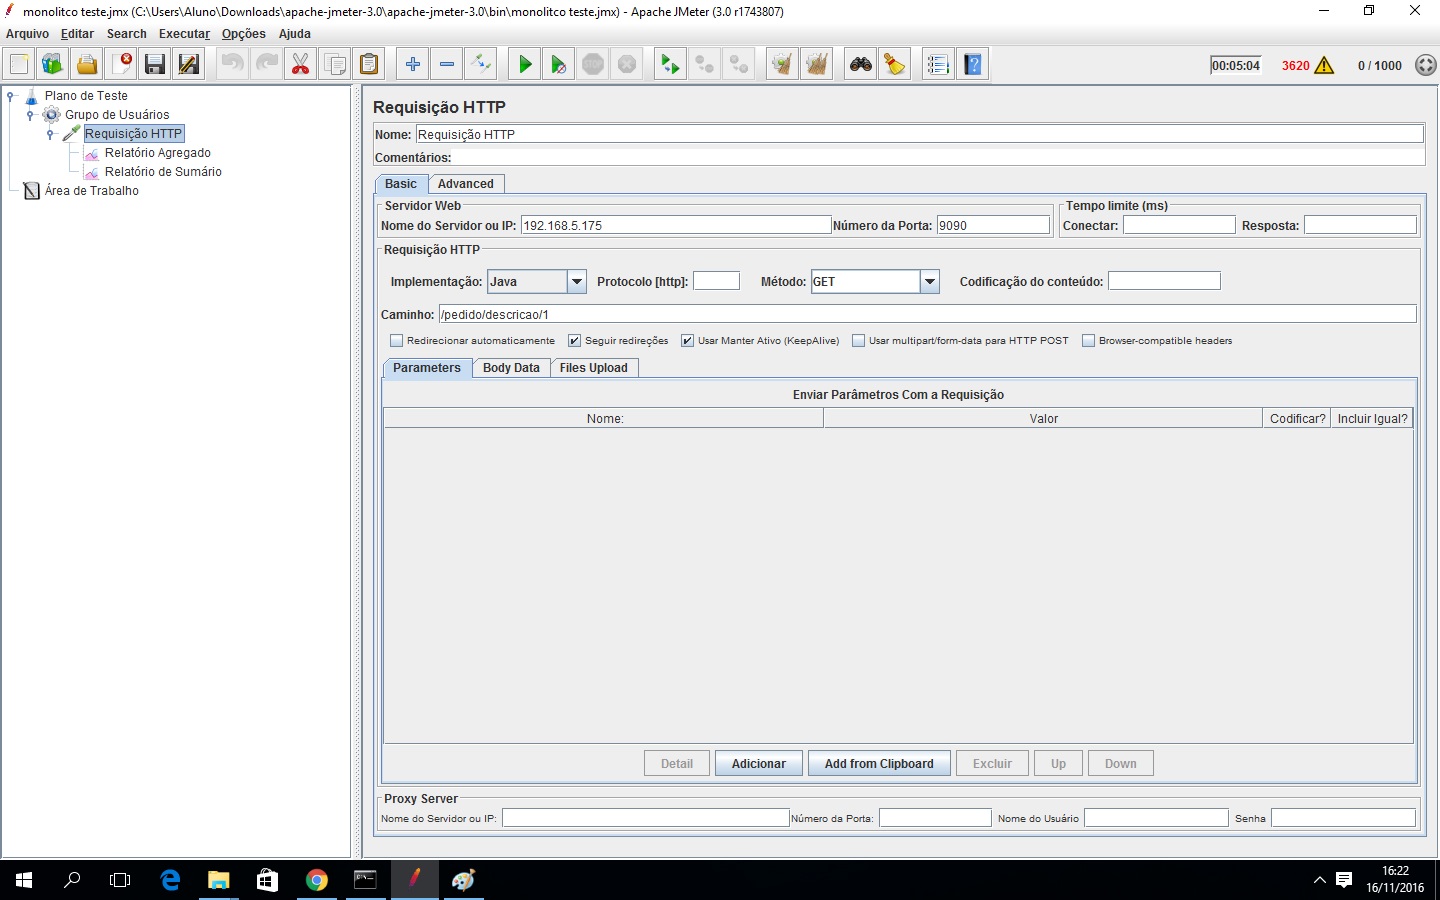 monolitco teste.jmx (C:\Users\Aluno\Downloads\apache-jmeter-3.0\apache-jmeter-3.0\bin\monolitco teste.jmx) - Apache JMeter (3.0 r1743807)
Arquivo Editar Search Executar Opções Ajuda
00:05:04 3620 0 / 1000
Plano de Teste
Grupo de Usuários
Requisição HTTP
Relatório Agregado
Relatório de Sumário
Área de Trabalho
Requisição HTTP
Nome: Requisição HTTP
Comentários:
Basic Advanced
Servidor Web Tempo limite (ms)
Nome do Servidor ou IP: 192.168.5.175 Número da Porta: 9090 Conectar: Resposta:
Requisição HTTP
Implementação: Java Protocolo [http]: Método: GET Codificação do conteúdo:
Caminho: /pedido/descricao/1
Redirecionar automaticamente Seguir redireções Usar Manter Ativo (KeepAlive) Usar multipart/form-data para HTTP POST Browser-compatible headers
Parameters Body Data Files Upload
Enviar Parâmetros Com a Requisição
Nome: Valor Codificar? Incluir Igual?
Detail Adicionar Add from Clipboard Excluir Up Down
Proxy Server
Nome do Servidor ou IP: Número da Porta: Nome do Usuário Senha
16:22
16/11/2016